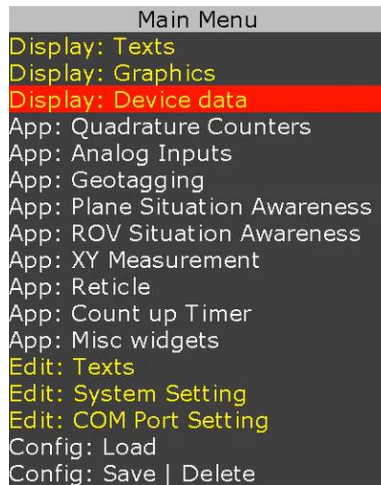 Main Menu
Display: Texts
Display: Graphics
Display: Device data
App: Quadrature Counters
App: Analog Inputs
App: Geotagging
App: Plane Situation Awareness
App: ROV Situation Awareness
App: XY Measurement
App: Reticle
App: Count up Timer
App: Misc widgets
Edit: Texts
Edit: System Setting
Edit: COM Port Setting
Config: Load
Config: Save | Delete